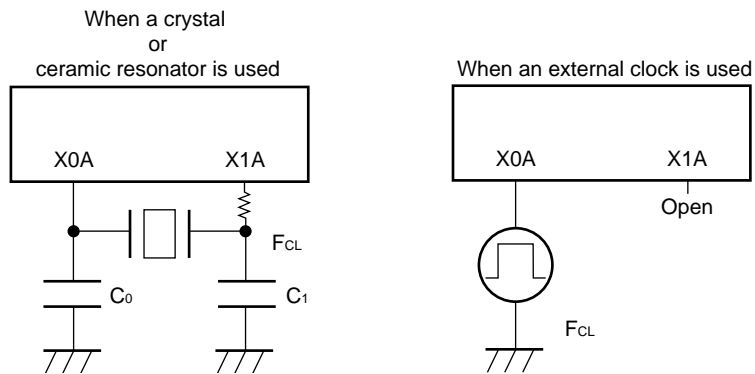 When a crystal
or
ceramic resonator is used
X0A
X1A
FCL
C0
C1
When an external clock is used
X0A
X1A
Open
FCL